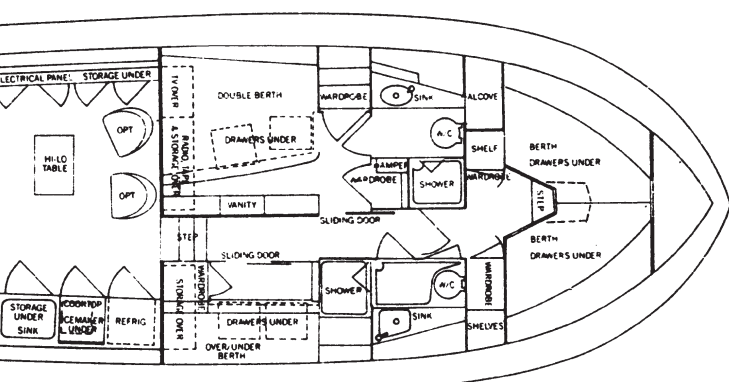 LECTRICAL PANEL
STORAGE UNDER
TV OVER
DOUBLE BERTH
WARDROBE
SINK
ALCOVE
OPT
RADIO, TAPE
& STORAGE OVER
DRAWERS UNDER
W/C
SHELF
BERTH
DRAWERS UNDER
HI-LO
TABLE
HAMPER
WARDROBE
SHOWER
WARDROBE
OPT
VANITY
STEP
SLIDING DOOR
STEP
SLIDING DOOR
BERTH
DRAWERS UNDER
STORAGE OVER
WARDROBE
SHOWER
W/C
WARDROBE
STORAGE
UNDER
SINK
COOKTOP
ICEMAKER
UNDER
REFRIG
DRAWERS UNDER
OVER/UNDER
BERTH
SINK
SHELVES